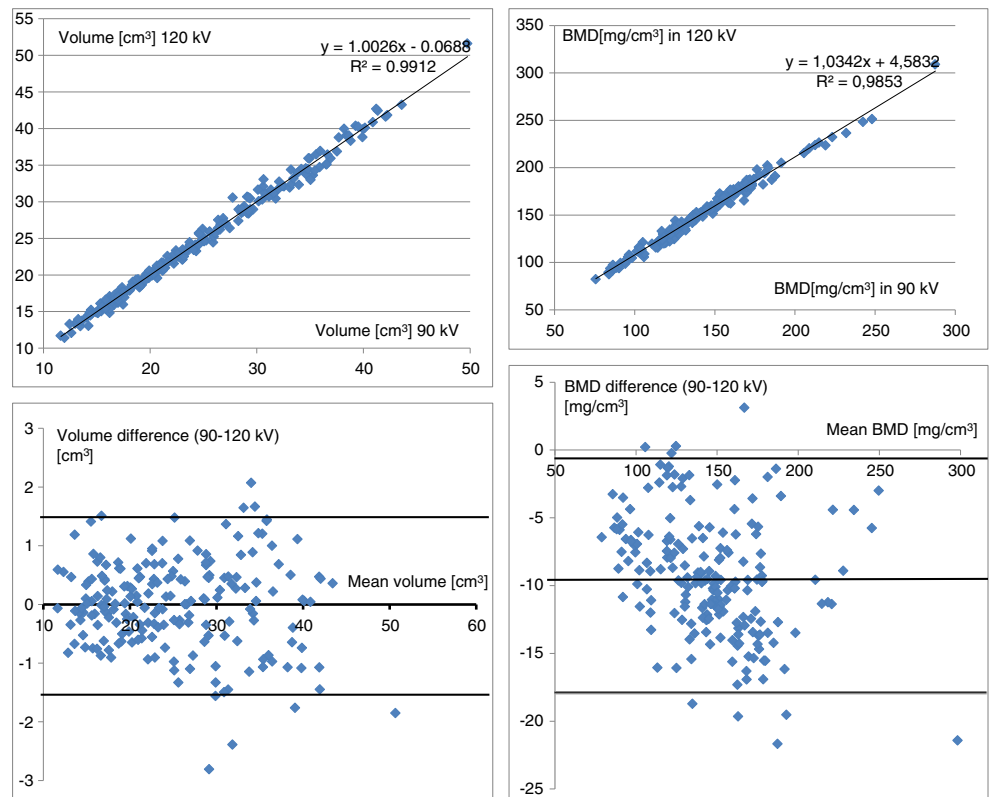 55
50
45
40
35
30
25
20
15
10
Volume [cm³] 120 kV
y = 1.0026x - 0.0688
R² = 0.9912
Volume [cm³] 90 kV
10 20 30 40 50
350
300
250
200
150
100
50
BMD[mg/cm³] in 120 kV
y = 1,0342x + 4,5832
R² = 0,9853
BMD[mg/cm³] in 90 kV
50 100 150 200 250 300
3
2
1
0
-1
-2
-3
Volume difference (90-120 kV)
[cm³]
Mean volume [cm³]
10 20 30 40 50 60
5
0
-5
-10
-15
-20
-25
BMD difference (90-120 kV)
[mg/cm³]
Mean BMD [mg/cm³]
50 100 150 200 250 300